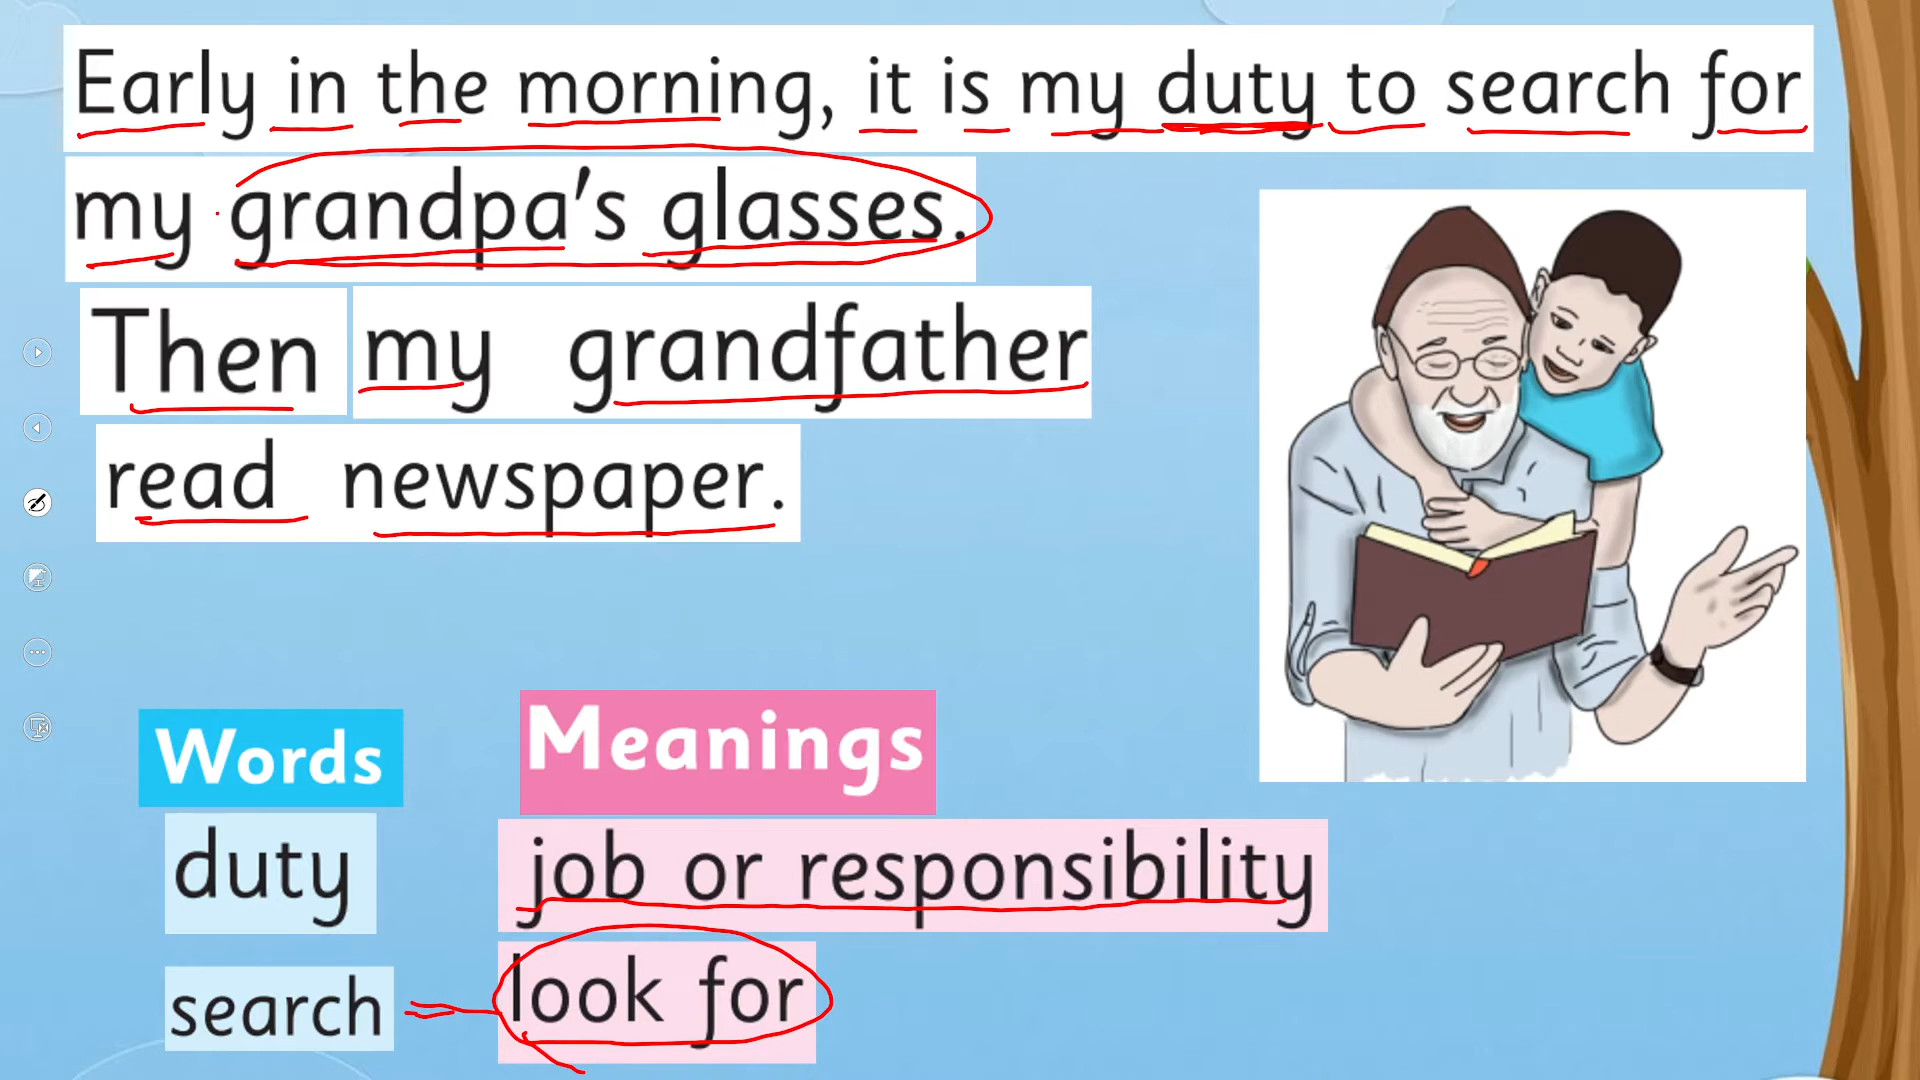 Early in the morning, it is my duty to search for
my grandpa's glasses.
Then my grandfather
read newspaper.
Words Meanings
duty job or responsibility
search look for